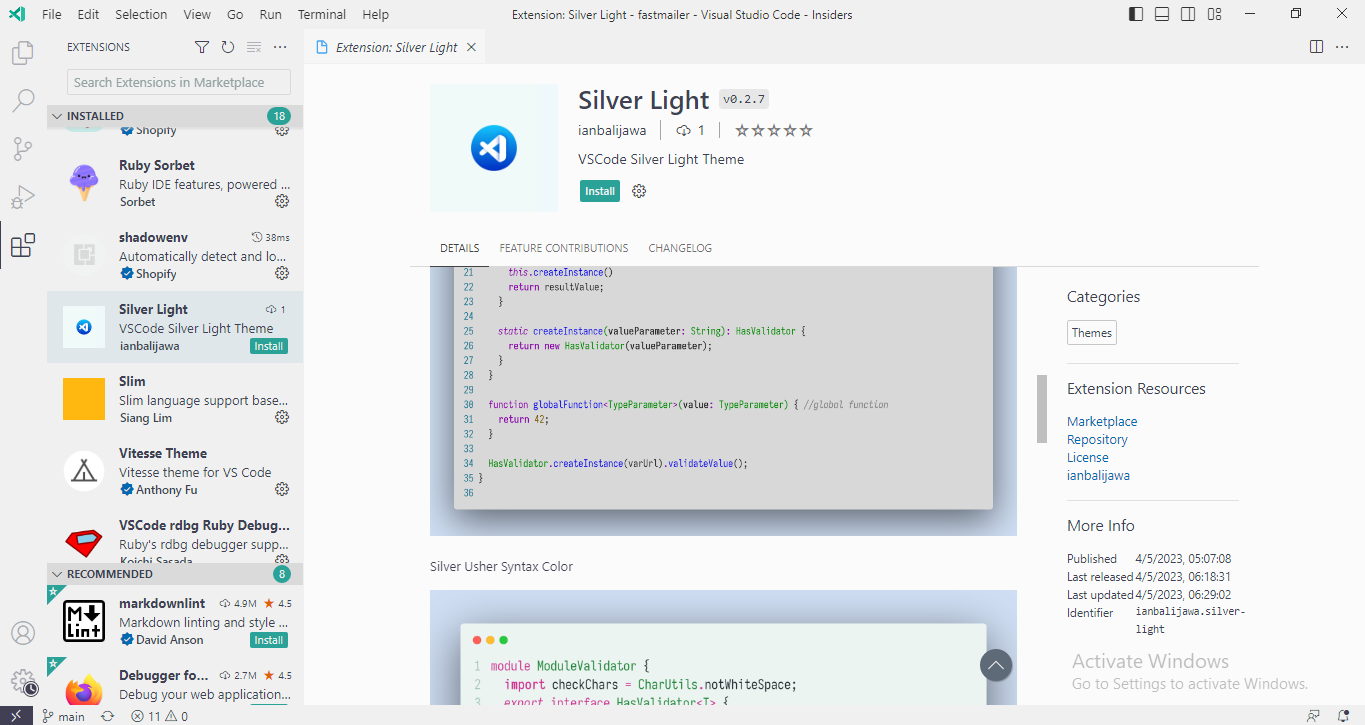 File Edit Selection View Go Run Terminal Help
Extension: Silver Light - fastmailer - Visual Studio Code - Insiders
EXTENSIONS
Search Extensions in Marketplace
INSTALLED 18
Shopify
Ruby Sorbet
Ruby IDE features, powered ...
Sorbet
shadowenv 38ms
Automatically detect and lo...
Shopify
Silver Light 1
VSCode Silver Light Theme
ianbalijawa Install
Slim
Slim language support base...
Siang Lim
Vitesse Theme
Vitesse theme for VS Code
Anthony Fu
VSCode rdbg Ruby Debug...
Ruby's rdbg debugger supp...
Koichi Sasada
RECOMMENDED 8
markdownlint 4.9M 4.5
Markdown linting and style ...
David Anson Install
M Lint
Debugger fo... 2.7M 4.5
Debug your web application...
Extension: Silver Light
Silver Light v0.2.7
ianbalijawa 1
VSCode Silver Light Theme
Install
DETAILS FEATURE CONTRIBUTIONS CHANGELOG
21 this.createInstance()
22 return resultValue;
23 }
24
25 static createInstance(valueParameter: String): HasValidator {
26 return new HasValidator(valueParameter);
27 }
28 }
29
30 function globalFunction<TypeParameter>(value: TypeParameter) { //global function
31 return 42;
32 }
33
34 HasValidator.createInstance(varUrl).validateValue();
35 }
36
Silver Usher Syntax Color
1 module ModuleValidator {
2 import checkChars = CharUtils.notWhiteSpace;
3 export interface HasValidator<T> {
Categories
Themes
Extension Resources
Marketplace
Repository
License
ianbalijawa
More Info
Published 4/5/2023, 05:07:08
Last released 4/5/2023, 06:18:31
Last updated 4/5/2023, 06:29:02
Identifier ianbalijawa.silver-
light
Activate Windows
Go to Settings to activate Windows.
main 11 0